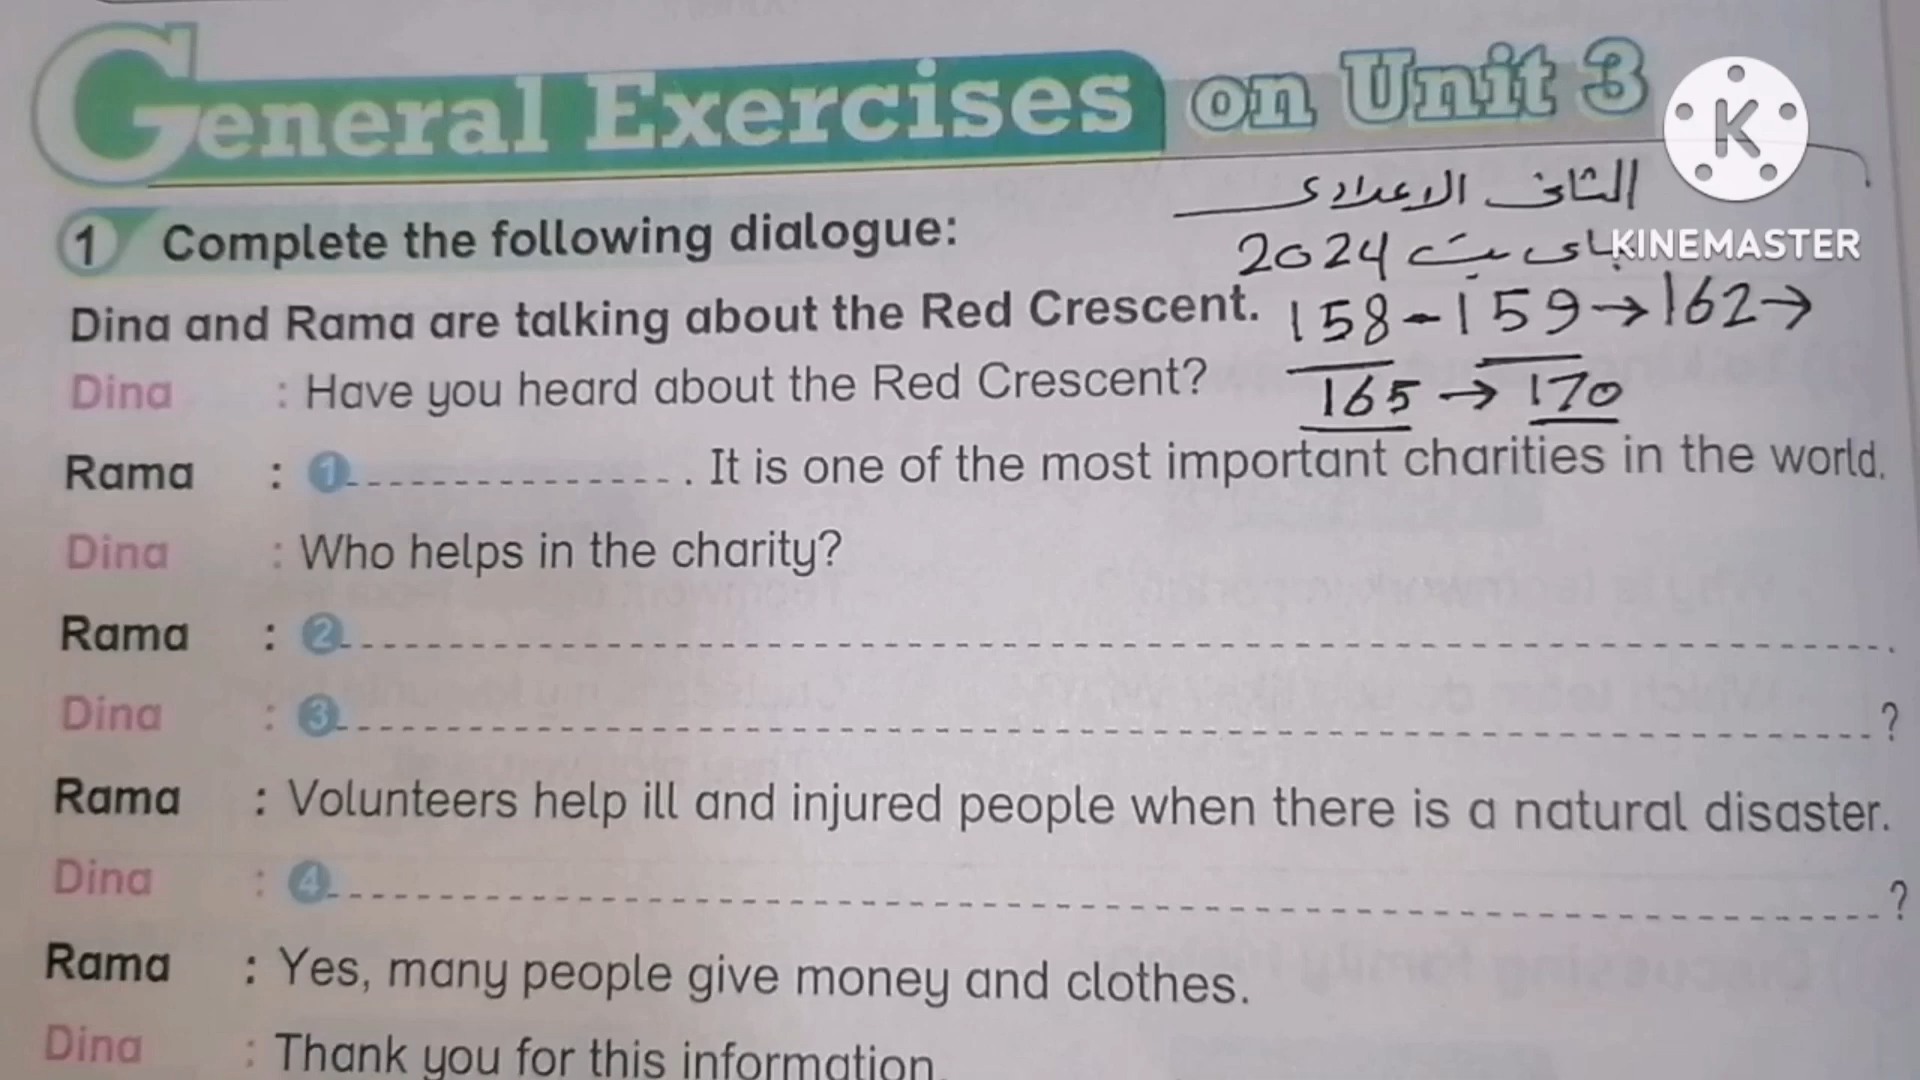 General Exercises on Unit 3
K
KINEMASTER
الثانى الاعدادى
باى بيت 2024
158-159→162→
165→170
1 Complete the following dialogue:
Dina and Rama are talking about the Red Crescent.
Dina : Have you heard about the Red Crescent?
Rama : 1 ................ . It is one of the most important charities in the world.
Dina : Who helps in the charity?
Rama : 2 ................ .
Dina : 3 ................ ?
Rama : Volunteers help ill and injured people when there is a natural disaster.
Dina : 4 ................ ?
Rama : Yes, many people give money and clothes.
Dina : Thank you for this information.